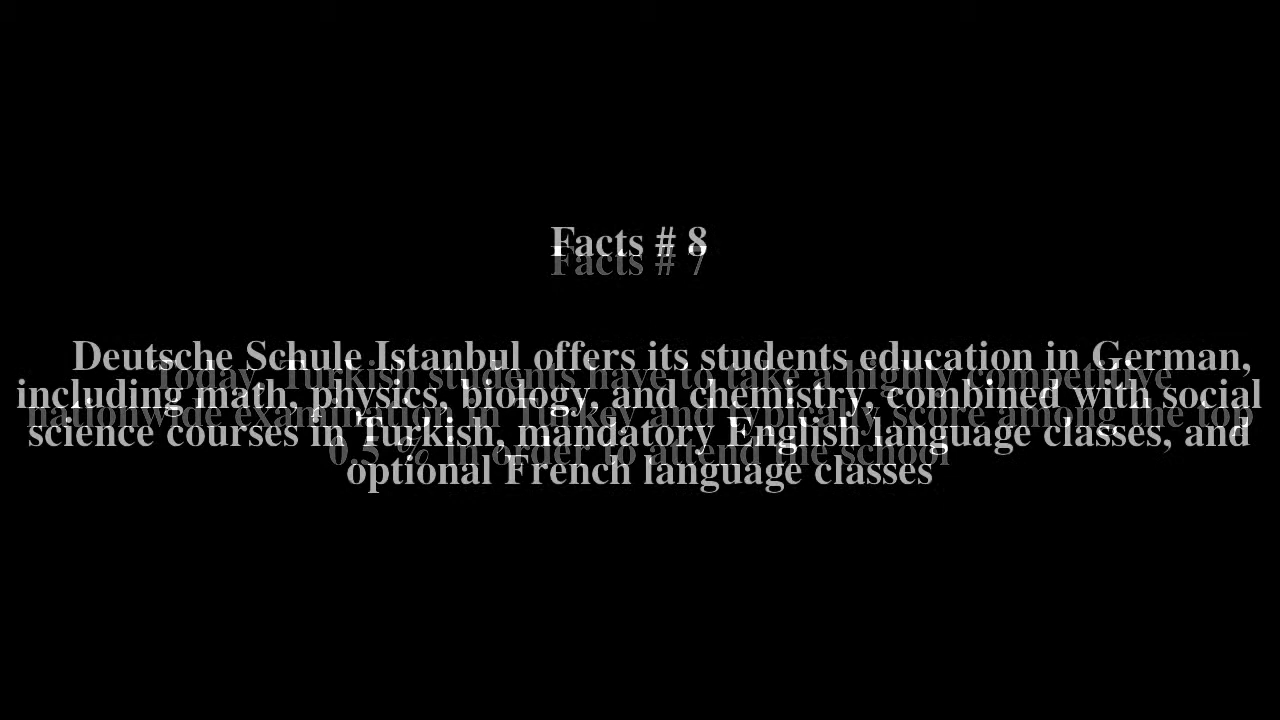 Facts # 8
Facts # 7
Deutsche Schule Istanbul offers its students education in German,
including math, physics, biology, and chemistry, combined with social
science courses in Turkish, mandatory English language classes, and
optional French language classes
Today, Turkish students have to take a highly competitive
nationwide examination in Turkey and typically score among the top
0.5 % in order to attend the school